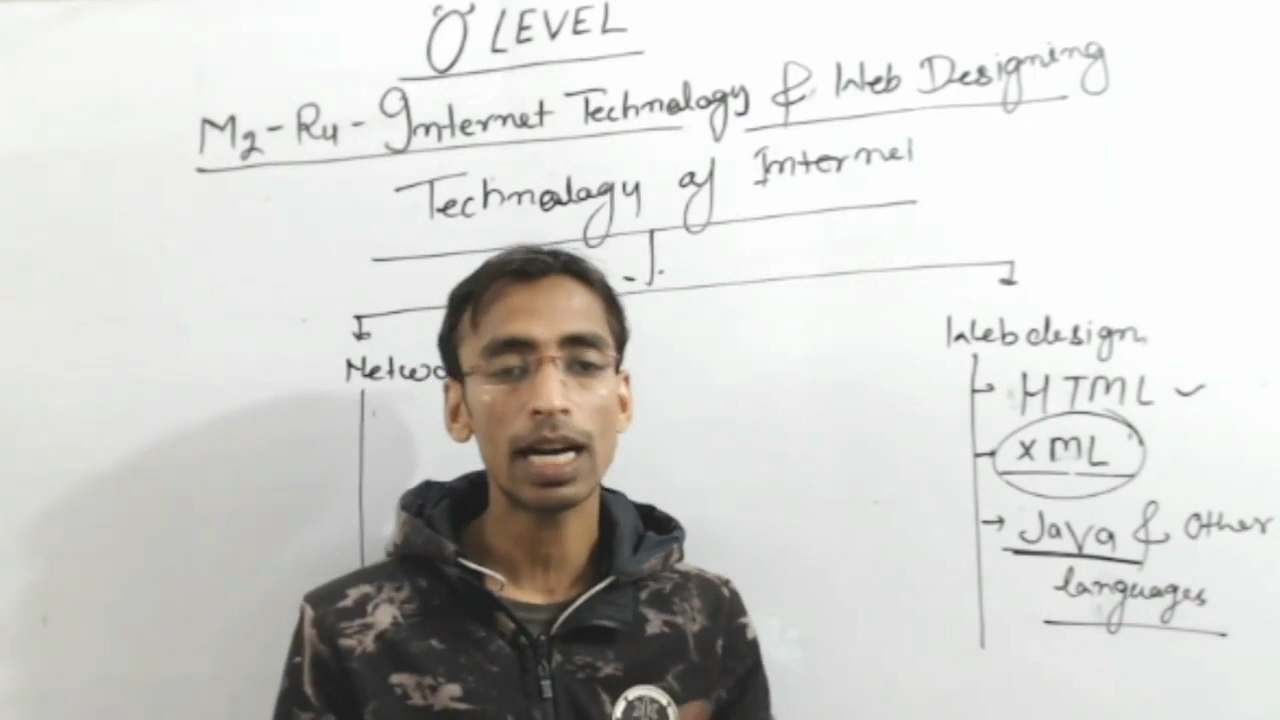 'O' LEVEL
M2-R4-Internet Technology & Web Designing
Technology of Internet
Webdesign
HTML ✓
XML
→ Java & Other
languages